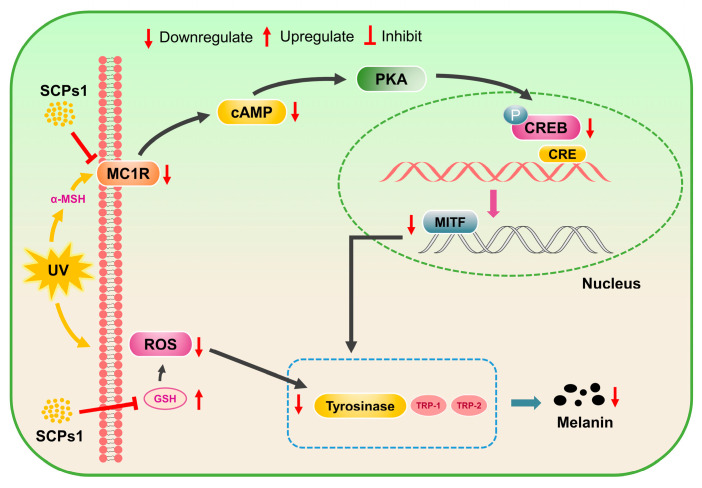 Downregulate Upregulate Inhibit
SCPs1
cAMP
PKA
P
CREB
CRE
MC1R
α-MSH
MITF
UV
Nucleus
ROS
GSH
SCPs1
Tyrosinase
TRP-1
TRP-2
Melanin